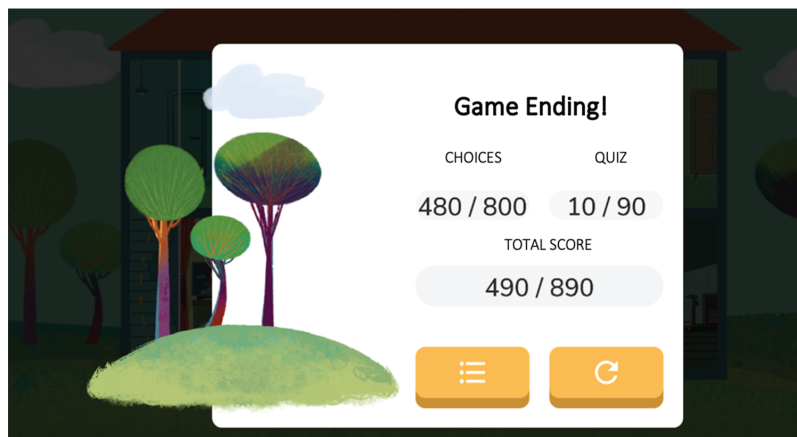 Game Ending!
CHOICES QUIZ
480 / 800 10 / 90
TOTAL SCORE
490 / 890